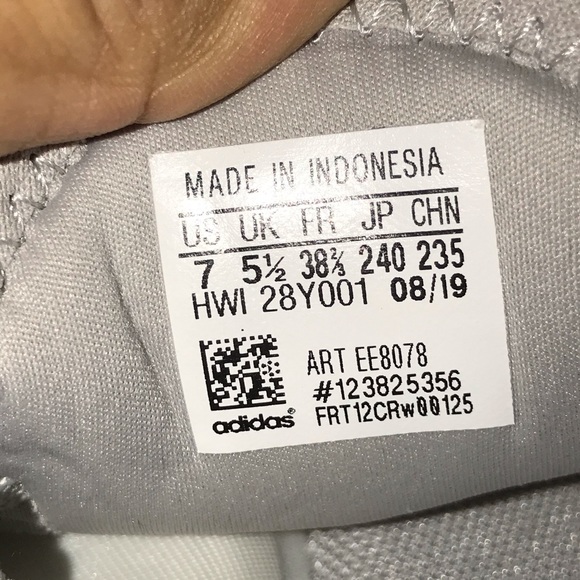 MADE IN INDONESIA
US UK FR JP CHN
7 5½ 38⅔ 240 235
HWI 28Y001 08/19
ART EE8078
#123825356
FRT12CRw00125
adidas®